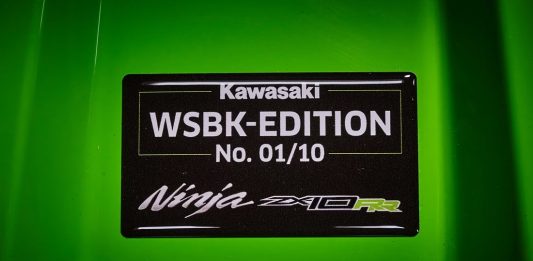 Kawasaki
WSBK-EDITION
No. 01/10
Ninja ZX10RR